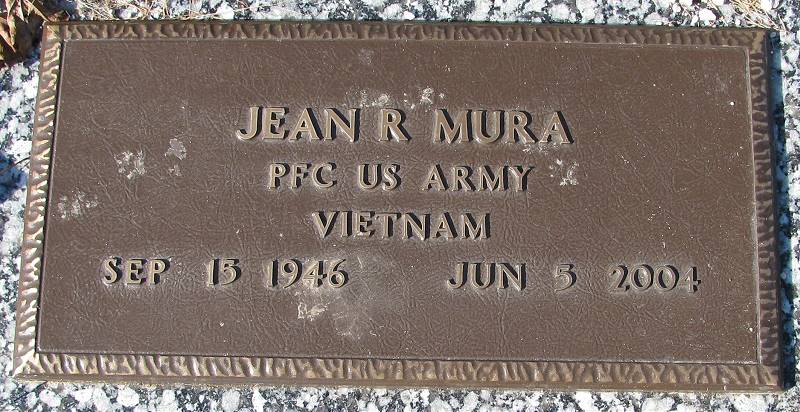 JEAN R MURA
PFC US ARMY
VIETNAM
SEP 15 1946 JUN 5 2004